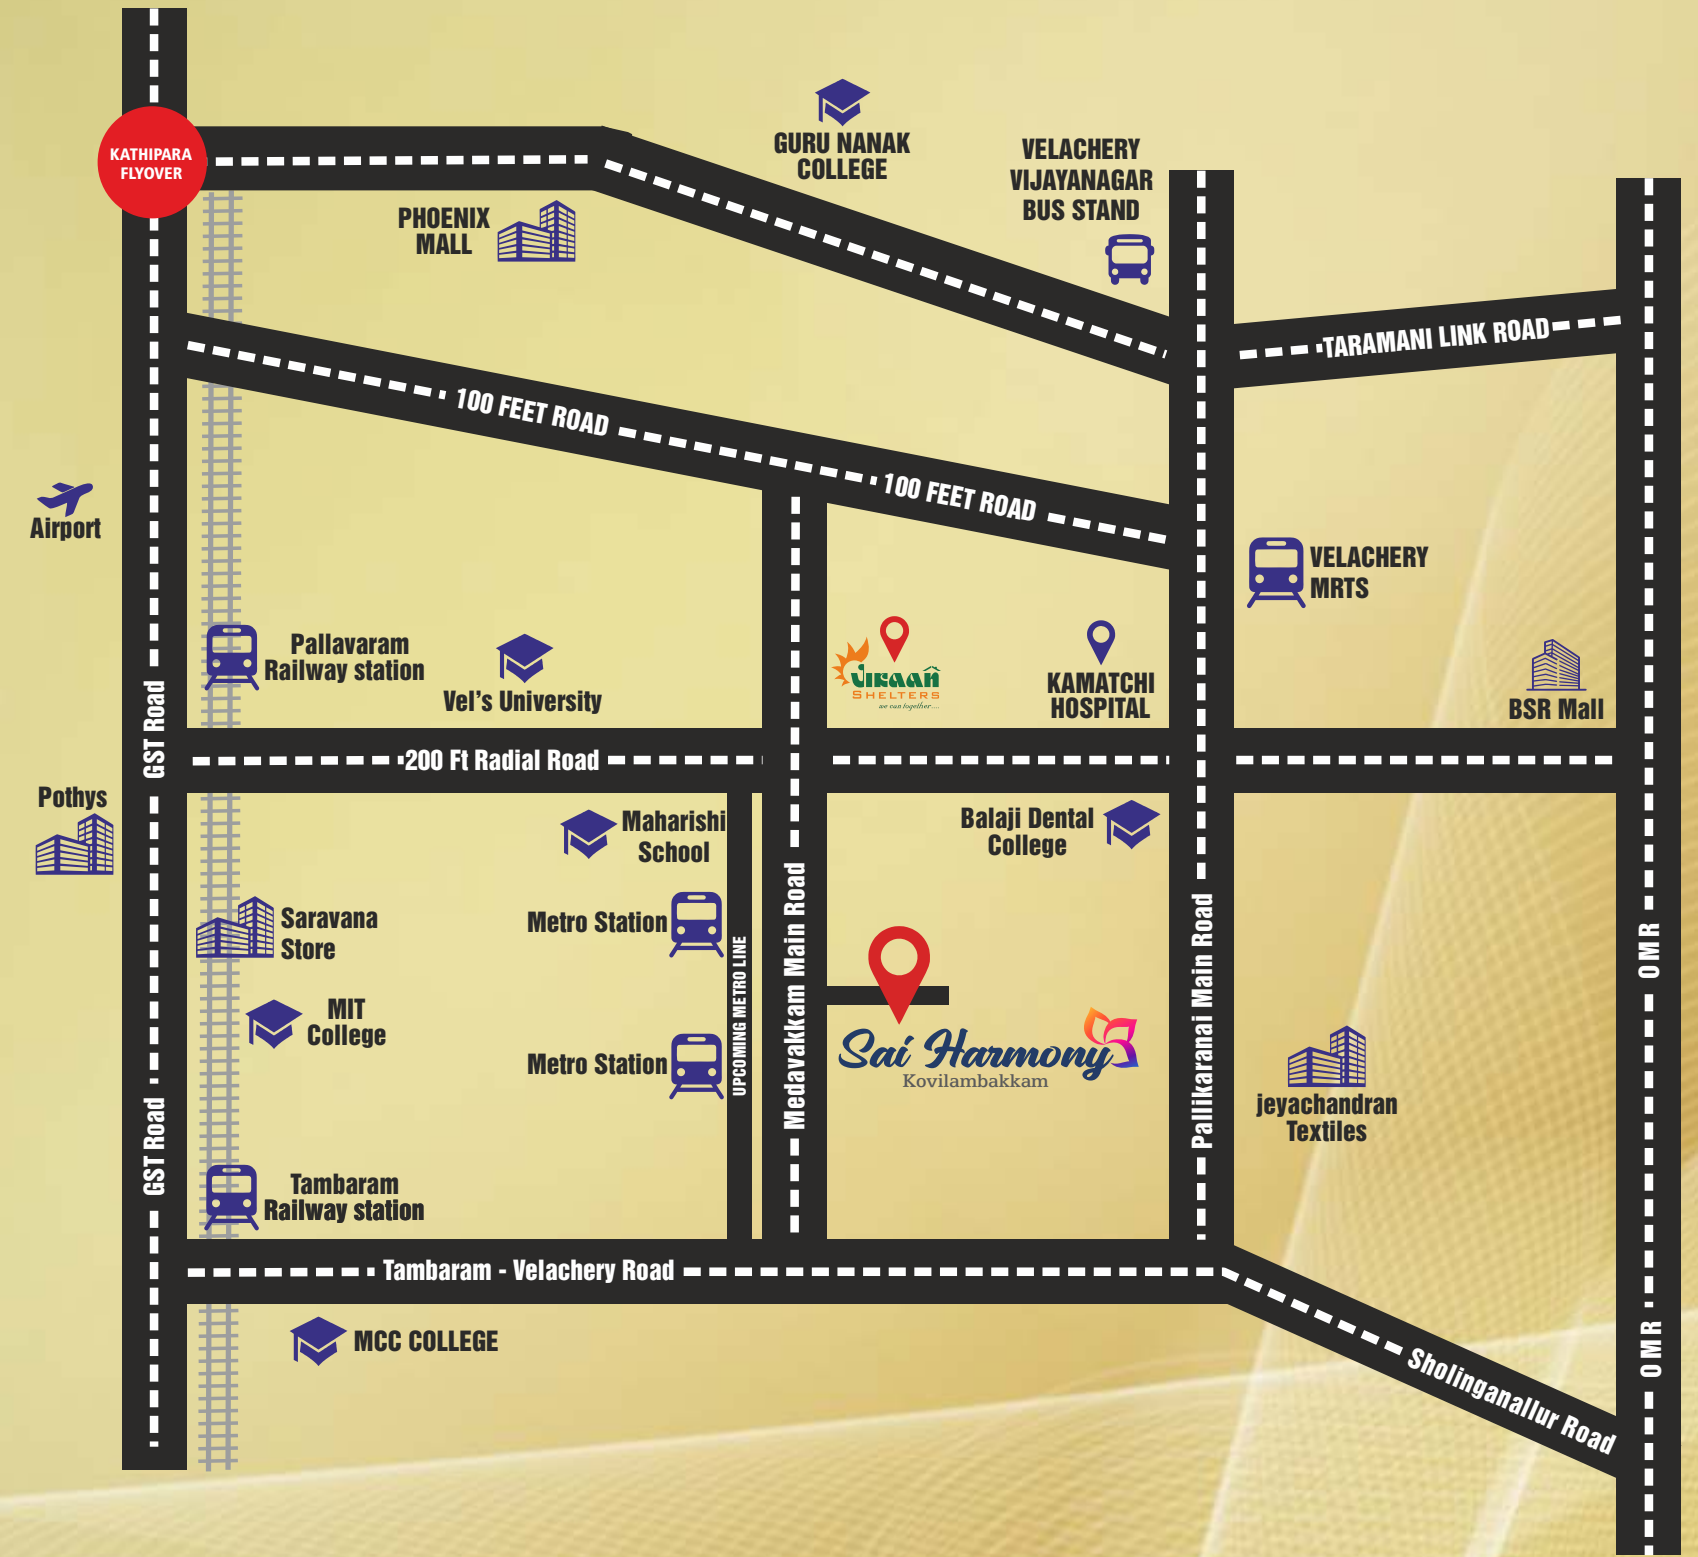 GURU NANAK
COLLEGE
VELACHERY
VIJAYANAGAR
BUS STAND
KATHIPARA
FLYOVER
PHOENIX
MALL
TARAMANI LINK ROAD
100 FEET ROAD
100 FEET ROAD
Airport
VELACHERY
MRTS
Pallavaram
Railway station
Vel's University
SHELTERS
we can together....
KAMATCHI
HOSPITAL
BSR Mall
GST Road
200 Ft Radial Road
Pothys
Maharishi
School
Balaji Dental
College
Saravana
Store
Metro Station
UPCOMING METRO LINE
Medavakkam Main Road
Pallikaranai Main Road
OMR
MIT
College
Metro Station
Sai Harmony
Kovilambakkam
jeyachandran
Textiles
GST Road
Tambaram
Railway station
Tambaram - Velachery Road
MCC COLLEGE
Sholinganallur Road
OMR